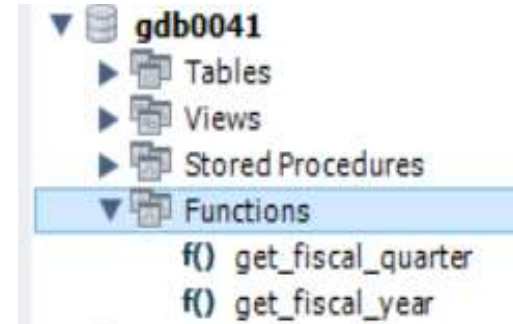 gdb0041
Tables
Views
Stored Procedures
Functions
f() get_fiscal_quarter
f() get_fiscal_year